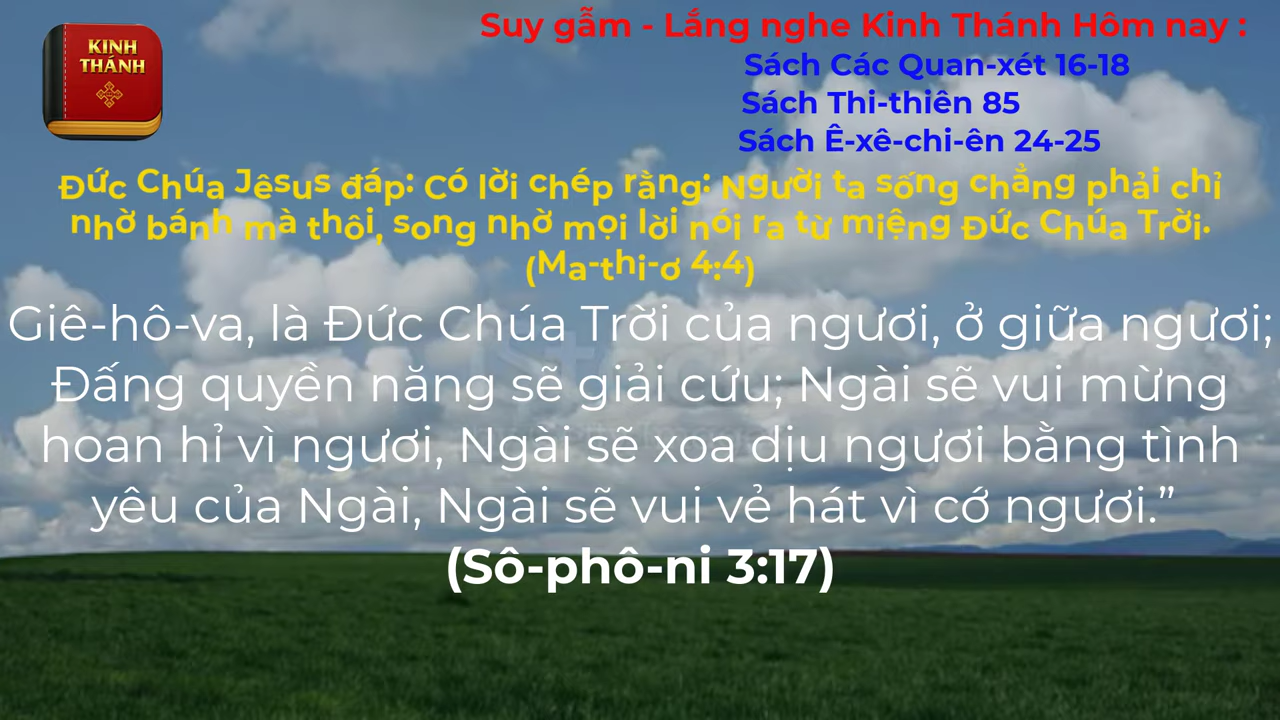 KINH
THÁNH
Suy gẫm - Lắng nghe Kinh Thánh Hôm nay :
Sách Các Quan-xét 16-18
Sách Thi-thiên 85
Sách Ê-xê-chi-ên 24-25
Đức Chúa Jêsus đáp: Có lời chép rằng: Người ta sống chẳng phải chỉ
nhờ bánh mà thôi, song nhờ mọi lời nói ra từ miệng Đức Chúa Trời.
(Ma-thi-ơ 4:4)
Giê-hô-va, là Đức Chúa Trời của ngươi, ở giữa ngươi;
Đấng quyền năng sẽ giải cứu; Ngài sẽ vui mừng
hoan hỉ vì ngươi, Ngài sẽ xoa dịu ngươi bằng tình
yêu của Ngài, Ngài sẽ vui vẻ hát vì cớ ngươi.”
(Sô-phô-ni 3:17)